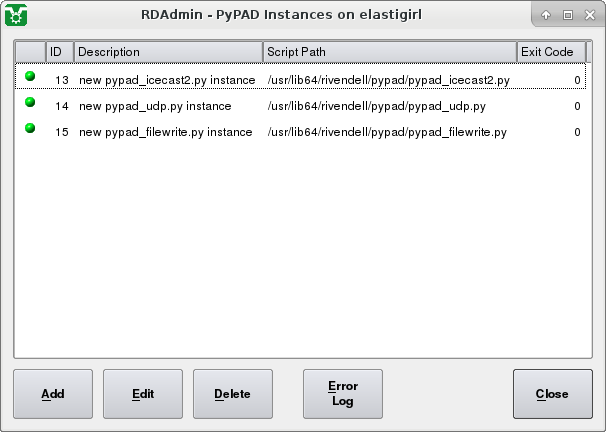 RDAdmin - PyPAD Instances on elastigirl
ID Description Script Path Exit Code
13 new pypad_icecast2.py instance /usr/lib64/rivendell/pypad/pypad_icecast2.py 0
14 new pypad_udp.py instance /usr/lib64/rivendell/pypad/pypad_udp.py 0
15 new pypad_filewrite.py instance /usr/lib64/rivendell/pypad/pypad_filewrite.py 0
Add Edit Delete Error Close
Log